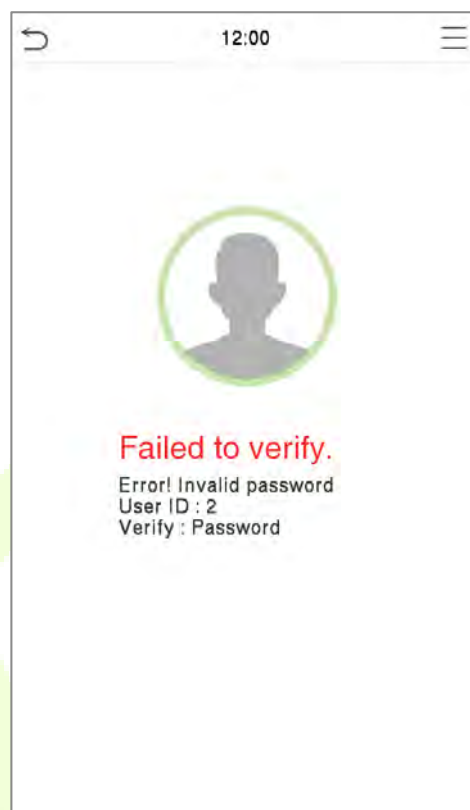 12:00
Failed to verify.
Error! Invalid password
User ID : 2
Verify : Password